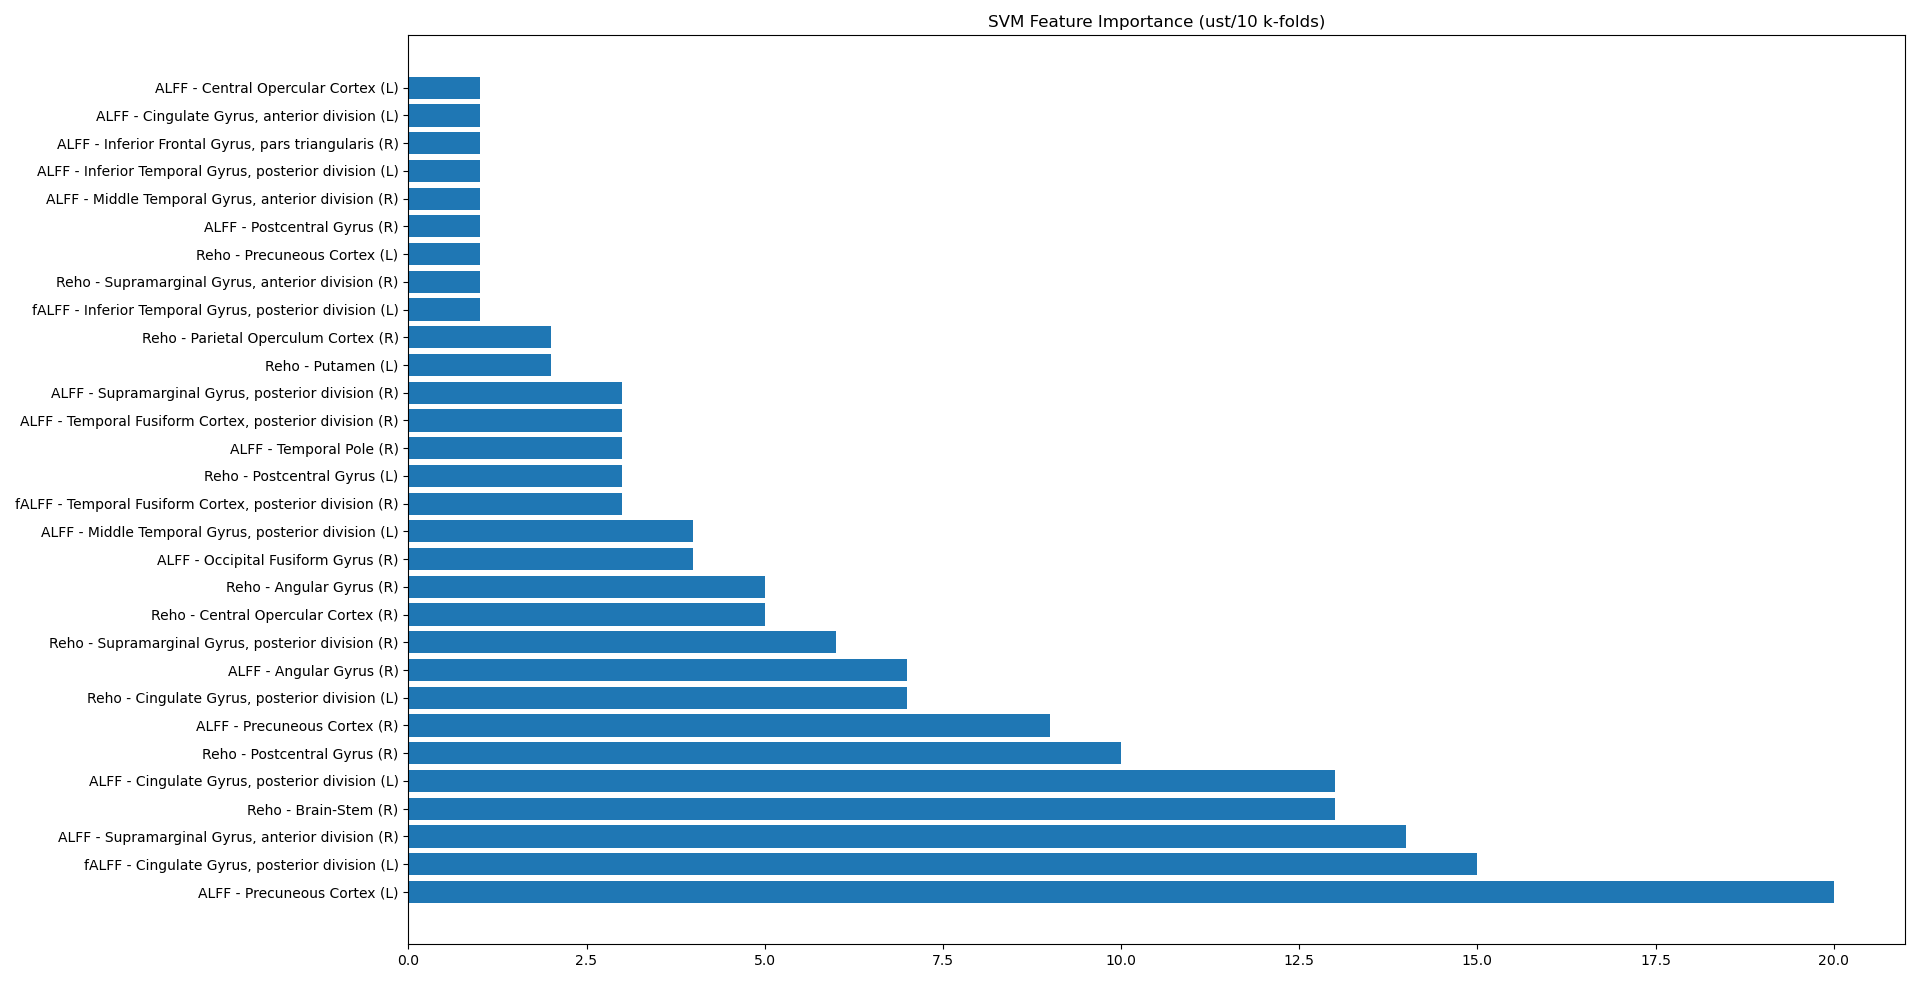 SVM Feature Importance (ust/10 k-folds)
ALFF - Central Opercular Cortex (L)
ALFF - Cingulate Gyrus, anterior division (L)
ALFF - Inferior Frontal Gyrus, pars triangularis (R)
ALFF - Inferior Temporal Gyrus, posterior division (L)
ALFF - Middle Temporal Gyrus, anterior division (R)
ALFF - Postcentral Gyrus (R)
Reho - Precuneous Cortex (L)
Reho - Supramarginal Gyrus, anterior division (R)
fALFF - Inferior Temporal Gyrus, posterior division (L)
Reho - Parietal Operculum Cortex (R)
Reho - Putamen (L)
ALFF - Supramarginal Gyrus, posterior division (R)
ALFF - Temporal Fusiform Cortex, posterior division (R)
ALFF - Temporal Pole (R)
Reho - Postcentral Gyrus (L)
fALFF - Temporal Fusiform Cortex, posterior division (R)
ALFF - Middle Temporal Gyrus, posterior division (L)
ALFF - Occipital Fusiform Gyrus (R)
Reho - Angular Gyrus (R)
Reho - Central Opercular Cortex (R)
Reho - Supramarginal Gyrus, posterior division (R)
ALFF - Angular Gyrus (R)
Reho - Cingulate Gyrus, posterior division (L)
ALFF - Precuneous Cortex (R)
Reho - Postcentral Gyrus (R)
ALFF - Cingulate Gyrus, posterior division (L)
Reho - Brain-Stem (R)
ALFF - Supramarginal Gyrus, anterior division (R)
fALFF - Cingulate Gyrus, posterior division (L)
ALFF - Precuneous Cortex (L)
0.0 2.5 5.0 7.5 10.0 12.5 15.0 17.5 20.0